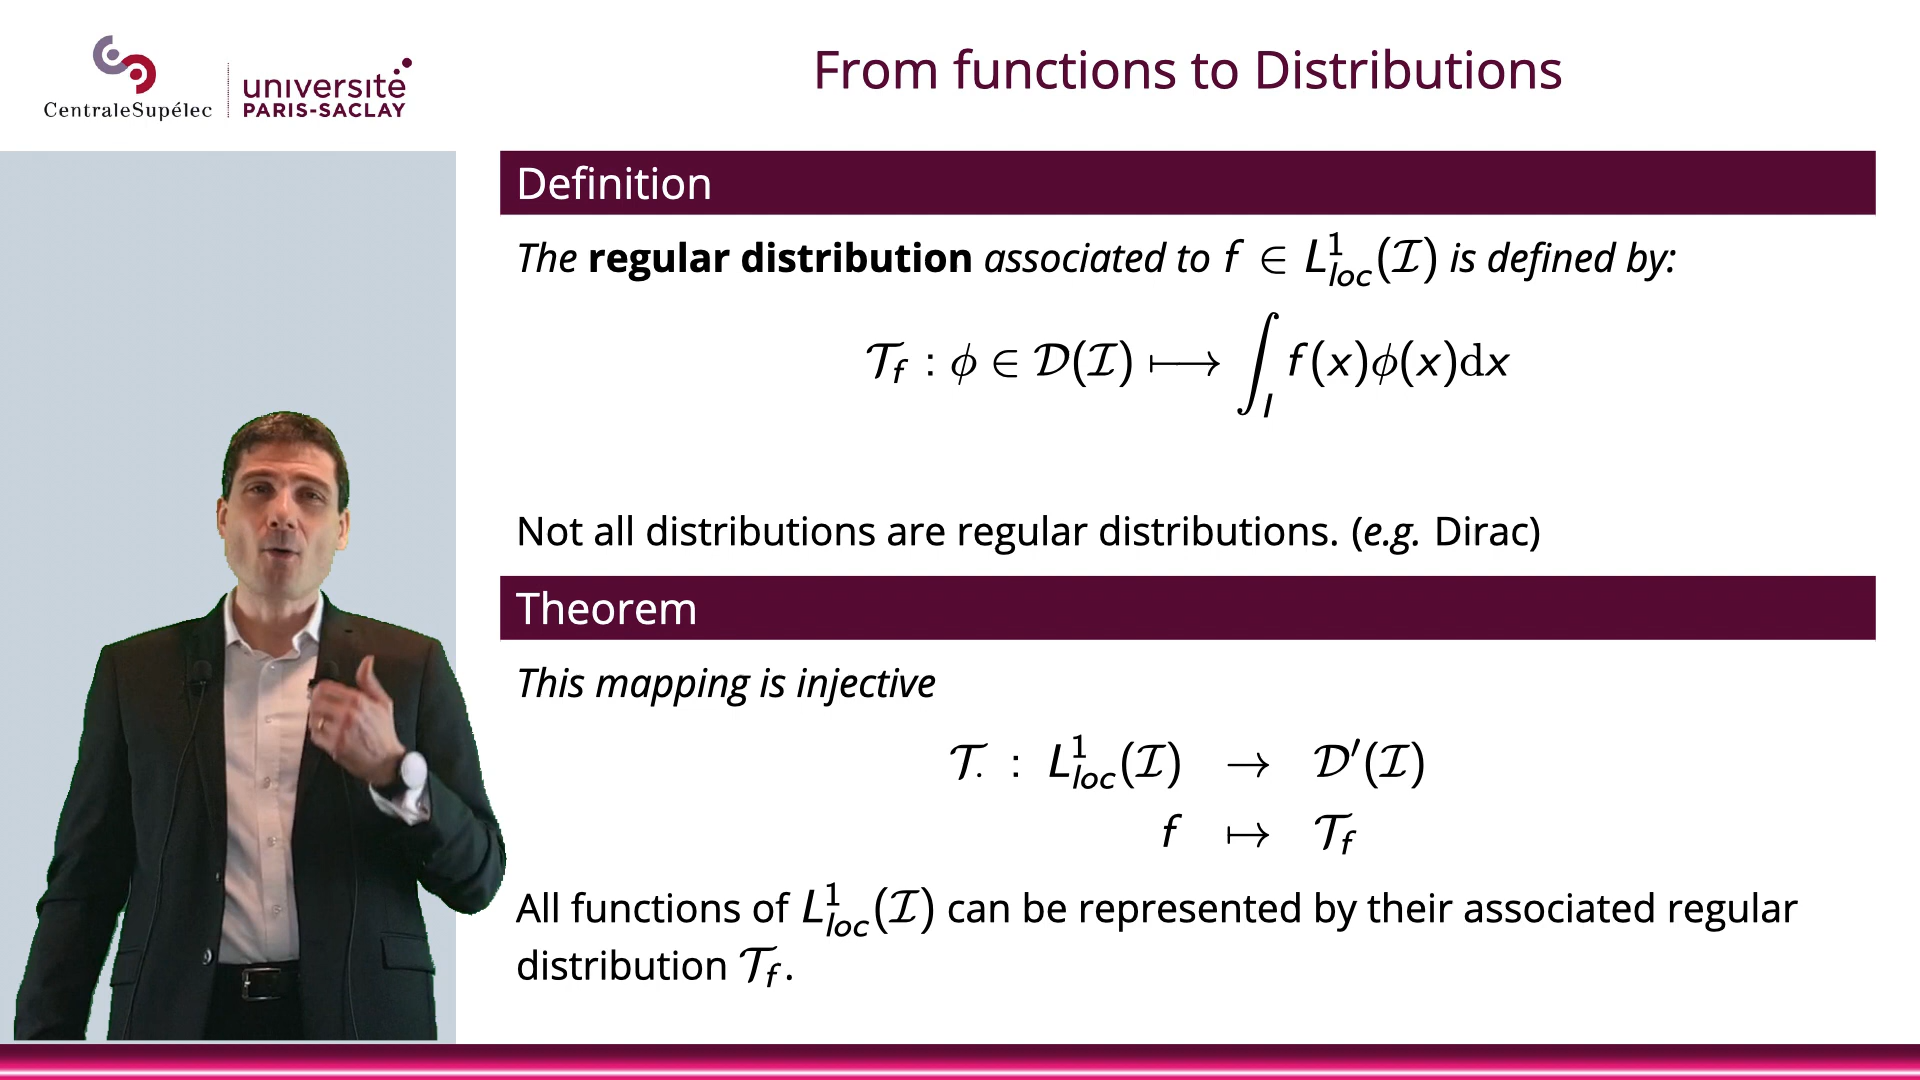 CentraleSupélec
université
PARIS-SACLAY
From functions to Distributions
Definition
The regular distribution associated to f ∈ L¹_loc(ℐ) is defined by:
𝒯_f : ϕ ∈ 𝒟(ℐ) ⟼ ∫_I f(x)ϕ(x)dx
Not all distributions are regular distributions. (e.g. Dirac)
Theorem
This mapping is injective
𝒯. : L¹_loc(ℐ) → 𝒟′(ℐ)
f ↦ 𝒯_f
All functions of L¹_loc(ℐ) can be represented by their associated regular
distribution 𝒯_f.